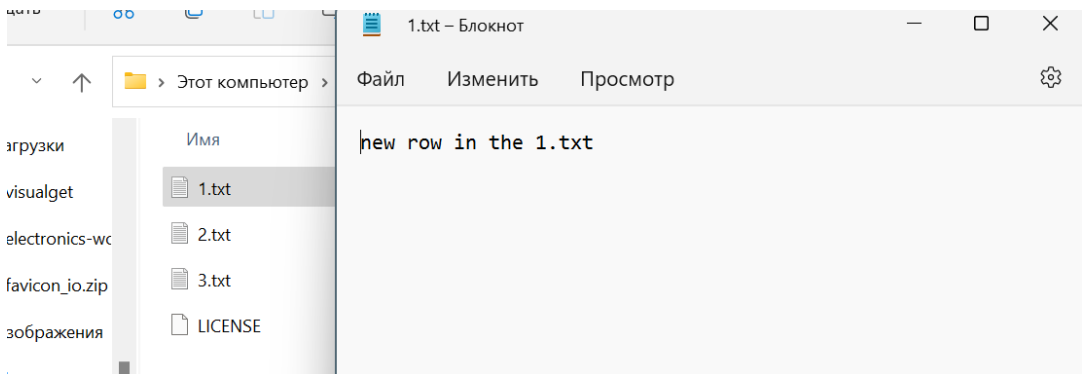 1.txt – Блокнот
Этот компьютер
Файл Изменить Просмотр
Имя
new row in the 1.txt
агрузки
visualget
1.txt
electronics-wo
2.txt
favicon_io.zip
3.txt
зображения
LICENSE